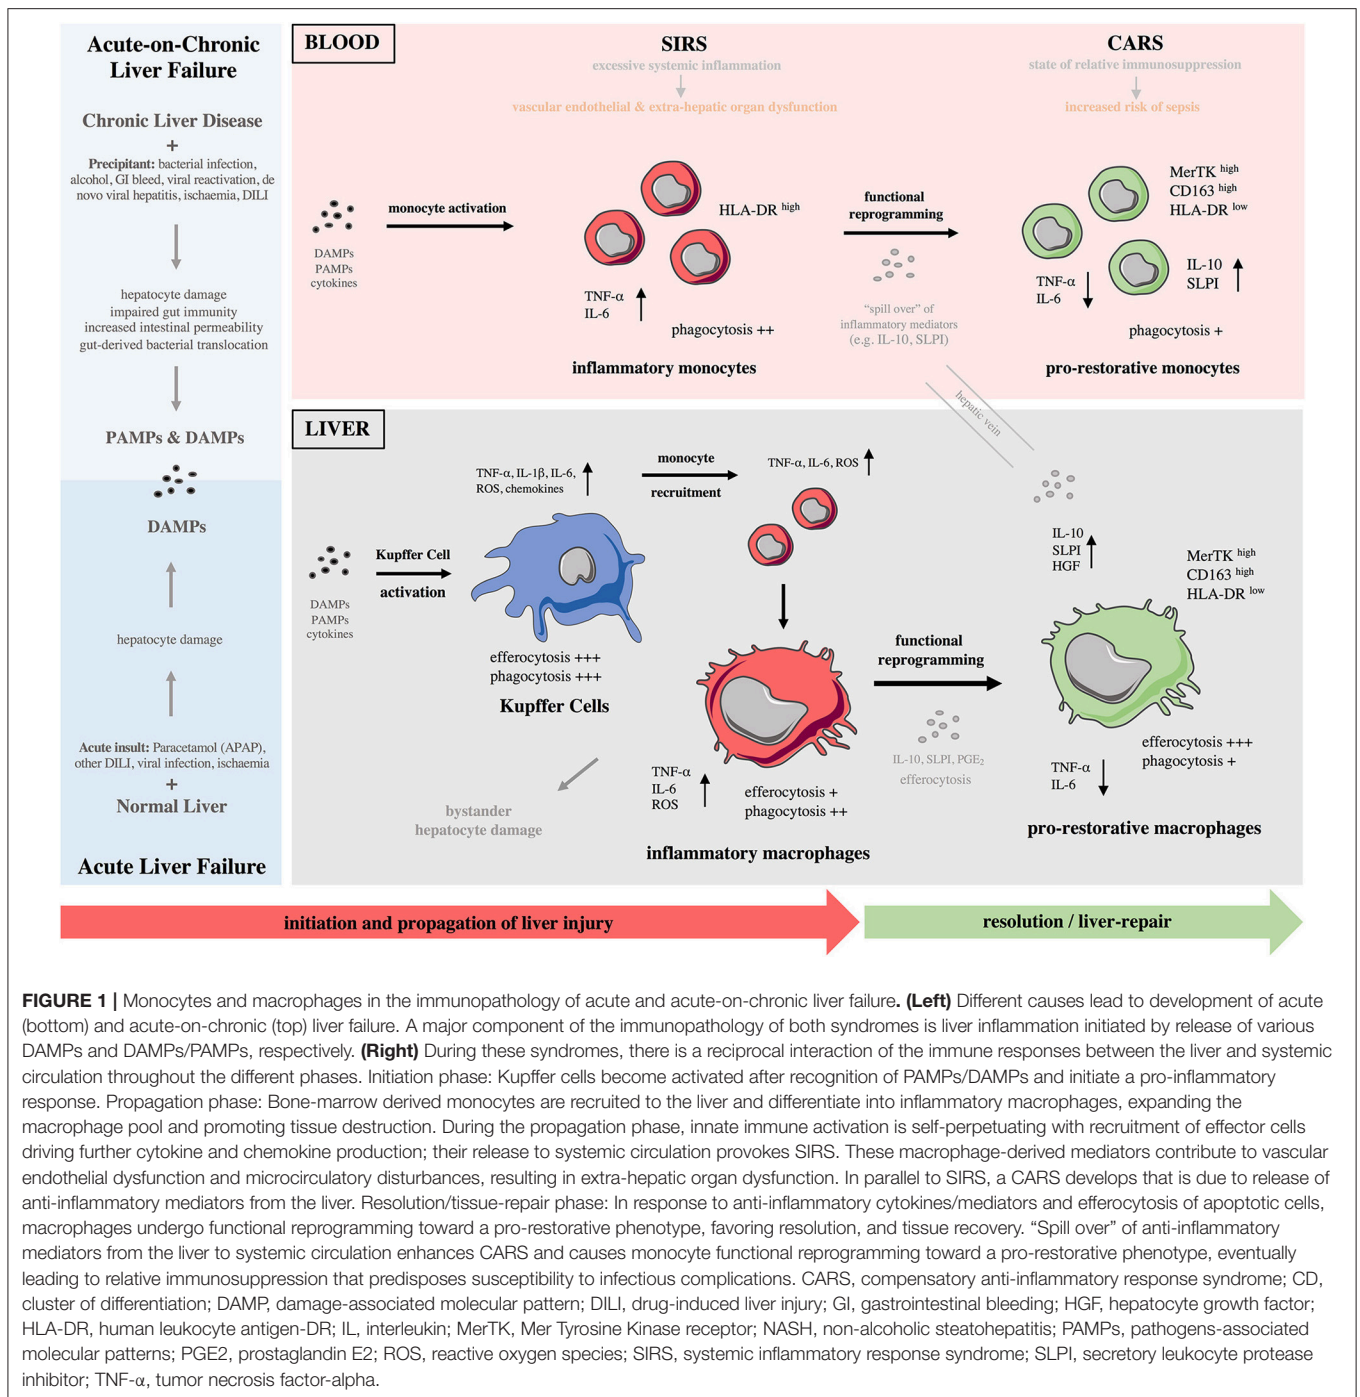 Acute-on-Chronic
Liver Failure
Chronic Liver Disease
+
Precipitant: bacterial infection,
alcohol, GI bleed, viral reactivation, de
novo viral hepatitis, ischaemia, DILI
hepatocyte damage
impaired gut immunity
increased intestinal permeability
gut-derived bacterial translocation
PAMPs & DAMPs
DAMPs
hepatocyte damage
Acute insult: Paracetamol (APAP),
other DILI, viral infection, ischaemia
+
Normal Liver
Acute Liver Failure
BLOOD
SIRS
excessive systemic inflammation
vascular endothelial & extra-hepatic organ dysfunction
CARS
state of relative immunosuppression
increased risk of sepsis
DAMPs
PAMPs
cytokines
monocyte activation
HLA-DR high
TNF-α
IL-6
phagocytosis ++
inflammatory monocytes
functional
reprogramming
"spill over" of
inflammatory mediators
(e.g. IL-10, SLPI)
MerTK high
CD163 high
HLA-DR low
TNF-α
IL-6
IL-10
SLPI
phagocytosis +
pro-restorative monocytes
hepatic vein
LIVER
DAMPs
PAMPs
cytokines
Kupffer Cell
activation
TNF-α, IL-1β, IL-6,
ROS, chemokines
efferocytosis +++
phagocytosis +++
Kupffer Cells
monocyte
recruitment
TNF-α, IL-6, ROS
bystander
hepatocyte damage
TNF-α
IL-6
ROS
efferocytosis +
phagocytosis ++
inflammatory macrophages
functional
reprogramming
IL-10, SLPI, PGE2
efferocytosis
IL-10
SLPI
HGF
MerTK high
CD163 high
HLA-DR low
efferocytosis +++
phagocytosis +
TNF-α
IL-6
pro-restorative macrophages
initiation and propagation of liver injury
resolution / liver-repair
FIGURE 1 | Monocytes and macrophages in the immunopathology of acute and acute-on-chronic liver failure. (Left) Different causes lead to development of acute
(bottom) and acute-on-chronic (top) liver failure. A major component of the immunopathology of both syndromes is liver inflammation initiated by release of various
DAMPs and DAMPs/PAMPs, respectively. (Right) During these syndromes, there is a reciprocal interaction of the immune responses between the liver and systemic
circulation throughout the different phases. Initiation phase: Kupffer cells become activated after recognition of PAMPs/DAMPs and initiate a pro-inflammatory
response. Propagation phase: Bone-marrow derived monocytes are recruited to the liver and differentiate into inflammatory macrophages, expanding the
macrophage pool and promoting tissue destruction. During the propagation phase, innate immune activation is self-perpetuating with recruitment of effector cells
driving further cytokine and chemokine production; their release to systemic circulation provokes SIRS. These macrophage-derived mediators contribute to vascular
endothelial dysfunction and microcirculatory disturbances, resulting in extra-hepatic organ dysfunction. In parallel to SIRS, a CARS develops that is due to release of
anti-inflammatory mediators from the liver. Resolution/tissue-repair phase: In response to anti-inflammatory cytokines/mediators and efferocytosis of apoptotic cells,
macrophages undergo functional reprogramming toward a pro-restorative phenotype, favoring resolution, and tissue recovery. "Spill over" of anti-inflammatory
mediators from the liver to systemic circulation enhances CARS and causes monocyte functional reprogramming toward a pro-restorative phenotype, eventually
leading to relative immunosuppression that predisposes susceptibility to infectious complications. CARS, compensatory anti-inflammatory response syndrome; CD,
cluster of differentiation; DAMP, damage-associated molecular pattern; DILI, drug-induced liver injury; GI, gastrointestinal bleeding; HGF, hepatocyte growth factor;
HLA-DR, human leukocyte antigen-DR; IL, interleukin; MerTK, Mer Tyrosine Kinase receptor; NASH, non-alcoholic steatohepatitis; PAMPs, pathogens-associated
molecular patterns; PGE2, prostaglandin E2; ROS, reactive oxygen species; SIRS, systemic inflammatory response syndrome; SLPI, secretory leukocyte protease
inhibitor; TNF-α, tumor necrosis factor-alpha.